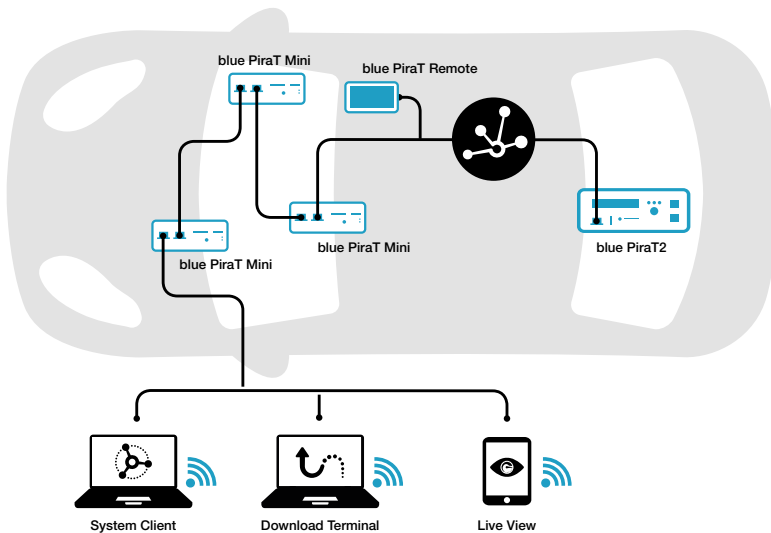 blue PiraT Mini
blue PiraT Remote
blue PiraT Mini
blue PiraT2
blue PiraT Mini
System Client
Download Terminal
Live View